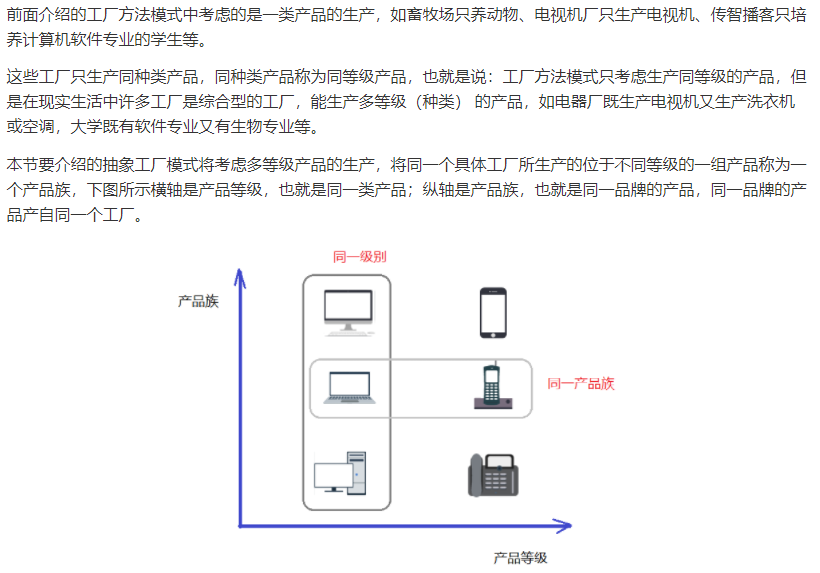 前面介绍的工厂方法模式中考虑的是一类产品的生产，如畜牧场只养动物、电视机厂只生产电视机、传智播客只培
养计算机软件专业的学生等。
这些工厂只生产同种类产品，同种类产品称为同等级产品，也就是说：工厂方法模式只考虑生产同等级的产品，但
是在现实生活中许多工厂是综合型的工厂，能生产多等级（种类） 的产品，如电器厂既生产电视机又生产洗衣机
或空调，大学既有软件专业又有生物专业等。
本节要介绍的抽象工厂模式将考虑多等级产品的生产，将同一个具体工厂所生产的位于不同等级的一组产品称为一
个产品族，下图所示横轴是产品等级，也就是同一类产品；纵轴是产品族，也就是同一品牌的产品，同一品牌的产
品产自同一个工厂。
同一级别
产品族
同一产品族
产品等级